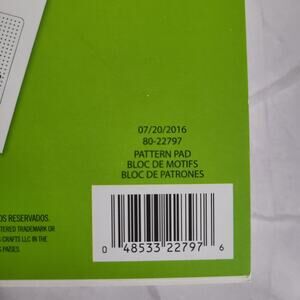 07/20/2016
80-22797
PATTERN PAD
BLOC DE MOTIFS
BLOC DE PATRONES
OS RESERVADOS.
TERED TRADEMARK OR
CRAFTS LLC IN THE
PAISES.
0 48533 22797 6